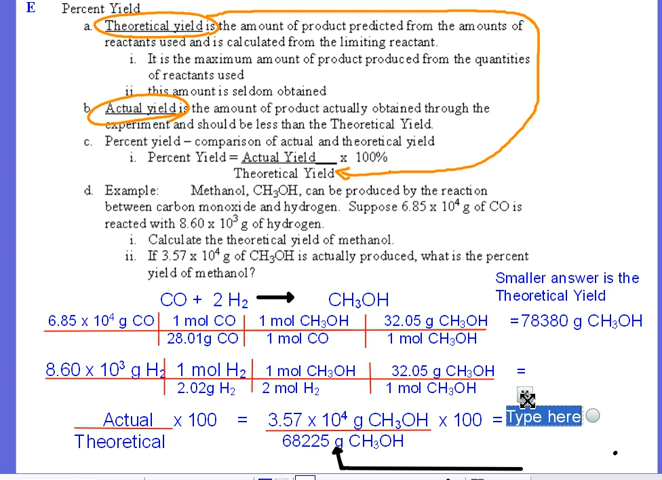 E Percent Yield
a. Theoretical yield is the amount of product predicted from the amounts of
reactants used and is calculated from the limiting reactant.
i. It is the maximum amount of product produced from the quantities
of reactants used
ii. this amount is seldom obtained
b. Actual yield is the amount of product actually obtained through the
experiment and should be less than the Theoretical Yield.
c. Percent yield – comparison of actual and theoretical yield
i. Percent Yield = Actual Yield x 100%
Theoretical Yield
d. Example: Methanol, CH₃OH, can be produced by the reaction
between carbon monoxide and hydrogen. Suppose 6.85 x 10⁴ g of CO is
reacted with 8.60 x 10³ g of hydrogen.
i. Calculate the theoretical yield of methanol.
ii. If 3.57 x 10⁴ g of CH₃OH is actually produced, what is the percent
yield of methanol?
Smaller answer is the
Theoretical Yield
CO + 2 H₂ → CH₃OH
6.85 x 10⁴ g CO 1 mol CO 1 mol CH₃OH 32.05 g CH₃OH =78380 g CH₃OH
28.01g CO 1 mol CO 1 mol CH₃OH
8.60 x 10³ g H₂ 1 mol H₂ 1 mol CH₃OH 32.05 g CH₃OH =
2.02g H₂ 2 mol H₂ 1 mol CH₃OH
Actual x 100 = 3.57 x 10⁴ g CH₃OH x 100 = Type here
Theoretical 68225 g CH₃OH